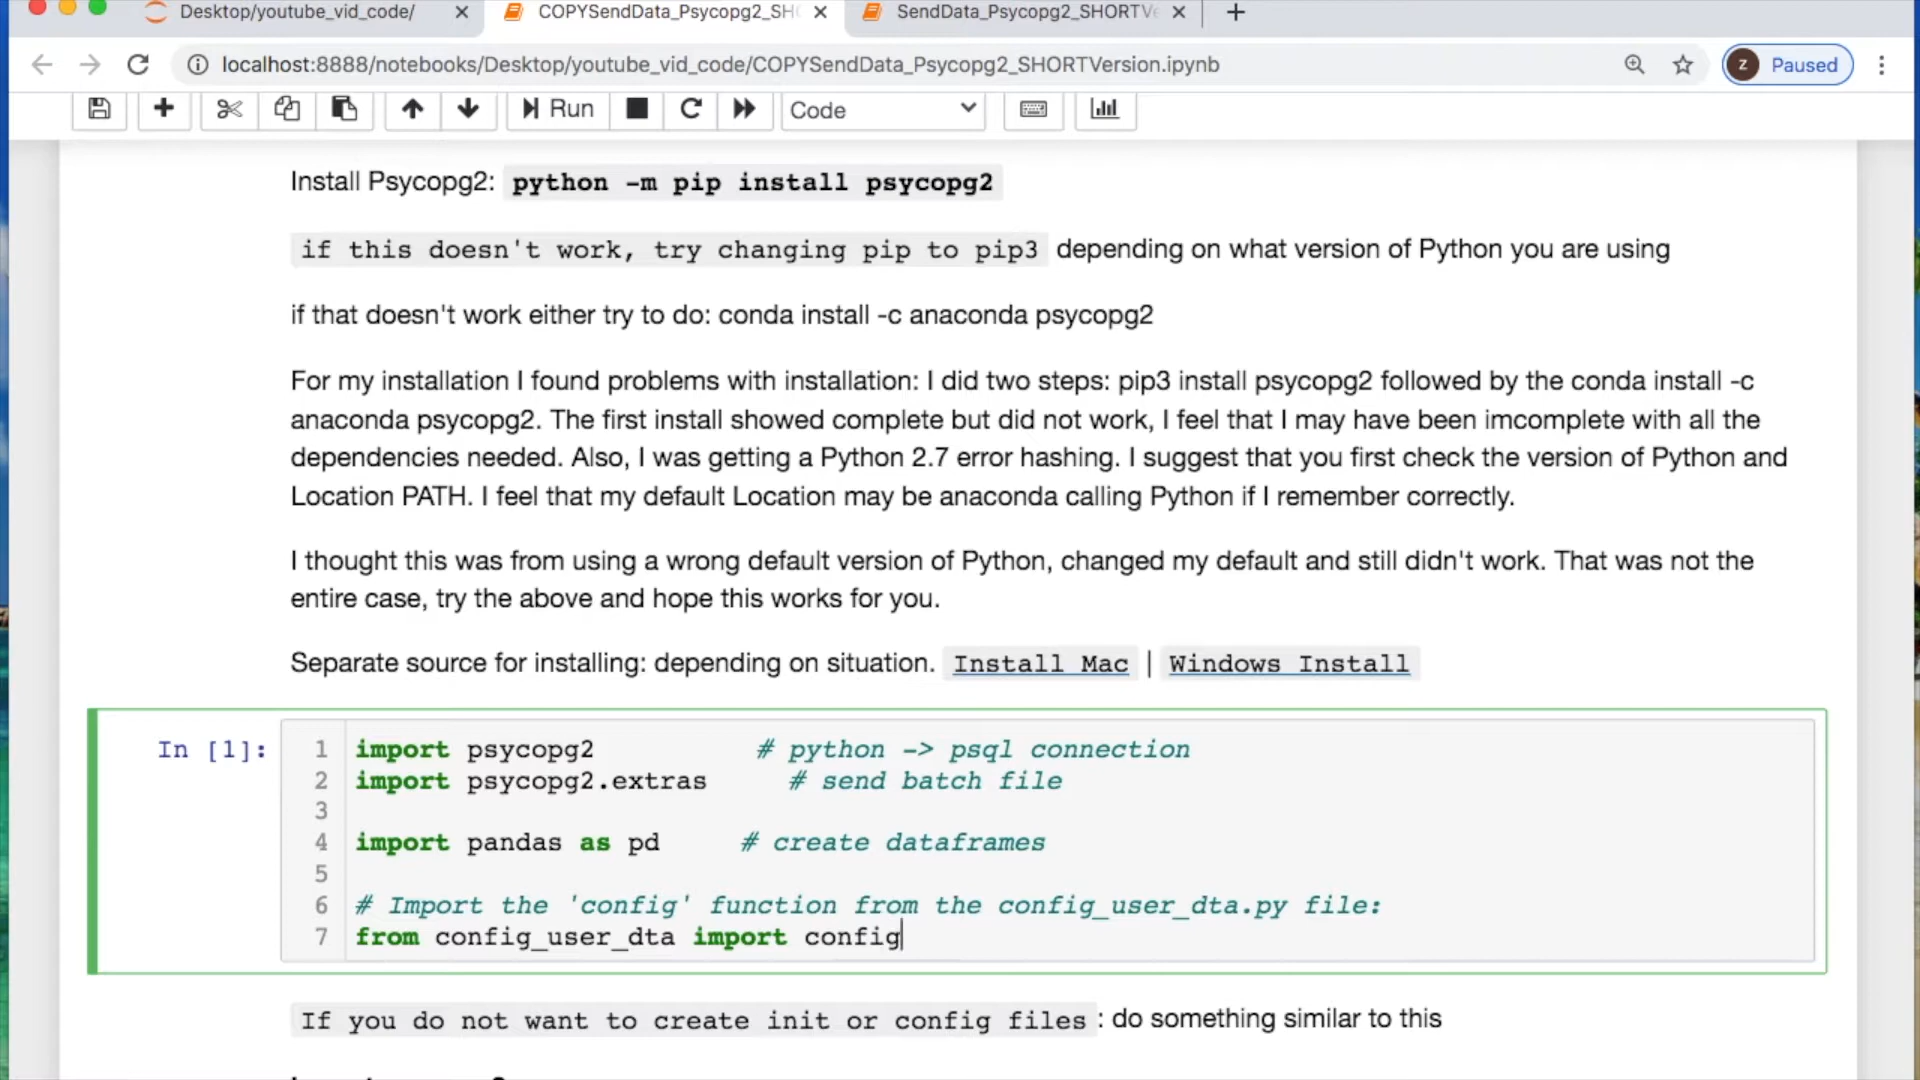 Desktop/youtube_vid_code/
COPYSendData_Psycopg2_SH
SendData_Psycopg2_SHORTV
localhost:8888/notebooks/Desktop/youtube_vid_code/COPYSendData_Psycopg2_SHORTVersion.ipynb
z Paused
Run
Code
Install Psycopg2: python -m pip install psycopg2
if this doesn't work, try changing pip to pip3 depending on what version of Python you are using
if that doesn't work either try to do: conda install -c anaconda psycopg2
For my installation I found problems with installation: I did two steps: pip3 install psycopg2 followed by the conda install -c
anaconda psycopg2. The first install showed complete but did not work, I feel that I may have been imcomplete with all the
dependencies needed. Also, I was getting a Python 2.7 error hashing. I suggest that you first check the version of Python and
Location PATH. I feel that my default Location may be anaconda calling Python if I remember correctly.
I thought this was from using a wrong default version of Python, changed my default and still didn't work. That was not the
entire case, try the above and hope this works for you.
Separate source for installing: depending on situation. Install Mac | Windows Install
In [1]:
1 import psycopg2 # python -> psql connection
2 import psycopg2.extras # send batch file
3
4 import pandas as pd # create dataframes
5
6 # Import the 'config' function from the config_user_dta.py file:
7 from config_user_dta import config
If you do not want to create init or config files : do something similar to this